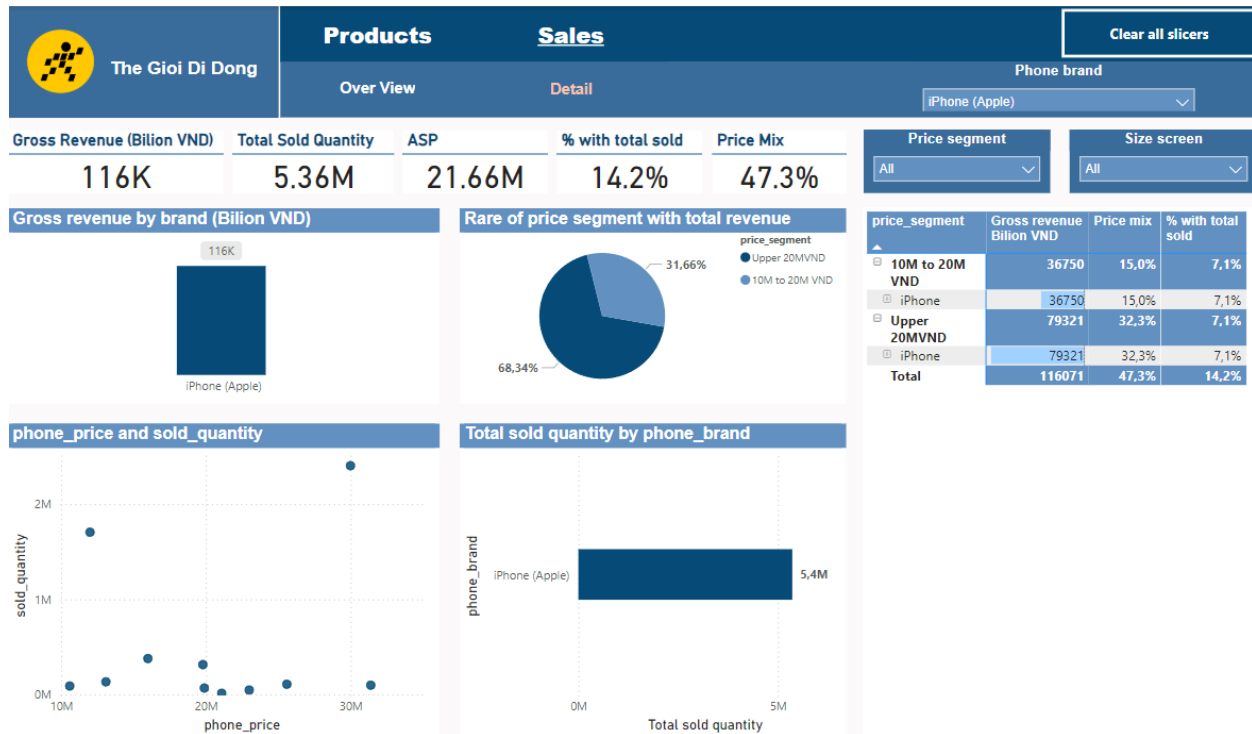 The Gioi Di Dong
Products
Sales
Clear all slicers
Over View
Detail
Phone brand
iPhone (Apple)
Gross Revenue (Bilion VND)
116K
Total Sold Quantity
5.36M
ASP
21.66M
% with total sold
14.2%
Price Mix
47.3%
Price segment
All
Size screen
All
Gross revenue by brand (Bilion VND)
116K
iPhone (Apple)
Rare of price segment with total revenue
price_segment
Upper 20MVND
10M to 20M VND
31,66%
68,34%
price_segment Gross revenue Price mix % with total
Bilion VND sold
10M to 20M 36750 15,0% 7,1%
VND
iPhone 36750 15,0% 7,1%
Upper 79321 32,3% 7,1%
20MVND
iPhone 79321 32,3% 7,1%
Total 116071 47,3% 14,2%
phone_price and sold_quantity
sold_quantity
2M
1M
0M
10M 20M 30M
phone_price
Total sold quantity by phone_brand
phone_brand
iPhone (Apple)
5,4M
0M 5M
Total sold quantity